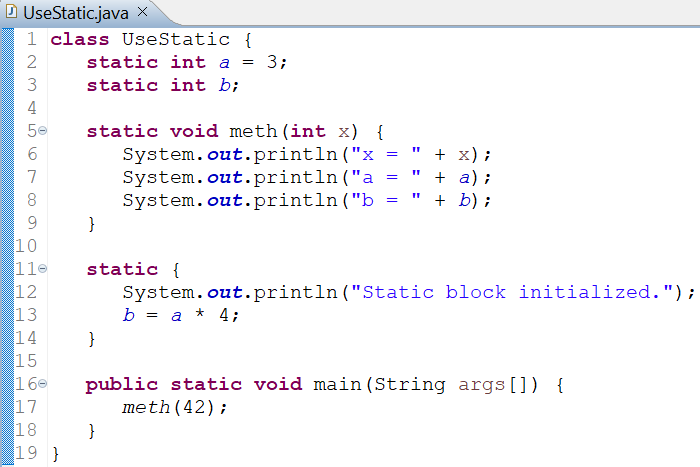 UseStatic.java
1 class UseStatic {
2    static int a = 3;
3    static int b;
4
5    static void meth(int x) {
6       System.out.println("x = " + x);
7       System.out.println("a = " + a);
8       System.out.println("b = " + b);
9    }
10
11    static {
12       System.out.println("Static block initialized.");
13       b = a * 4;
14    }
15
16    public static void main(String args[]) {
17       meth(42);
18    }
19 }